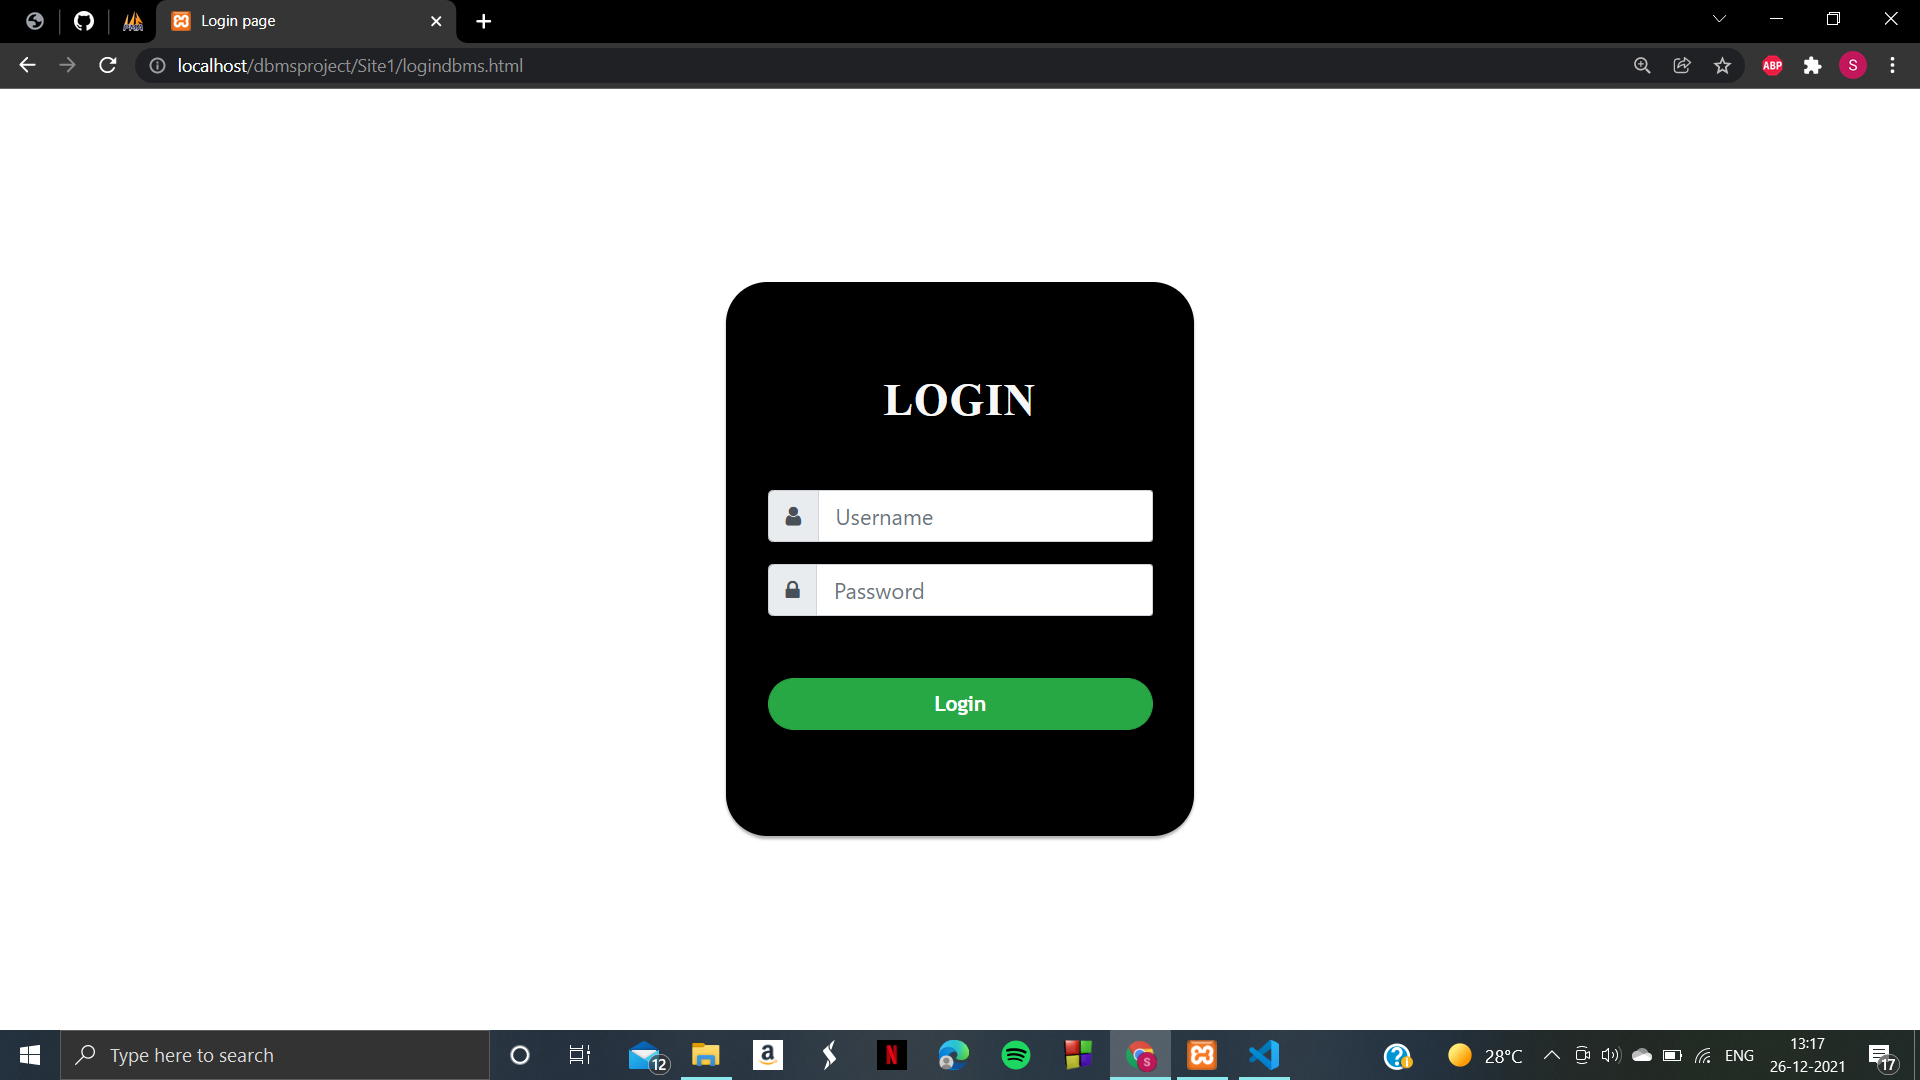 Login page
localhost/dbmsproject/Site1/logindbms.html
ABP
S
LOGIN
Username
Password
Login
Type here to search
12
a
N
S
28°C
ENG
13:17
26-12-2021
17